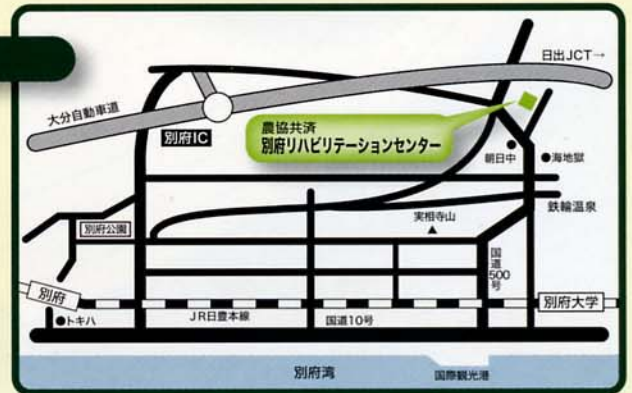 日出JCT→
大分自動車道
別府IC
農協共済
別府リハビリテーションセンター
朝日中
海地獄
鉄輪温泉
実相寺山
別府公園
国道500号
別府
別府大学
トキハ
JR日豊本線
国道10号
別府湾
国際観光港